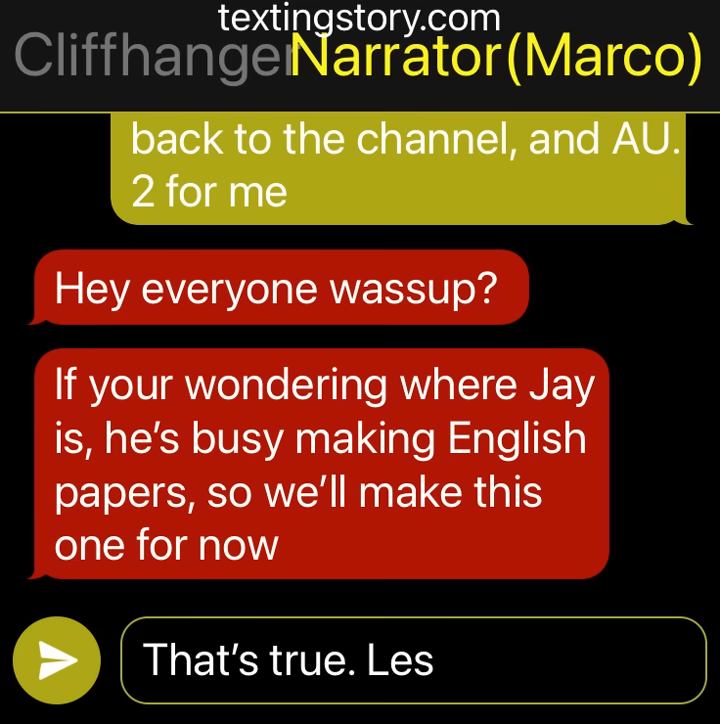 textingstory.com
Cliffhanger Narrator(Marco)
back to the channel, and AU.
2 for me
Hey everyone wassup?
If your wondering where Jay
is, he’s busy making English
papers, so we’ll make this
one for now
That’s true. Les